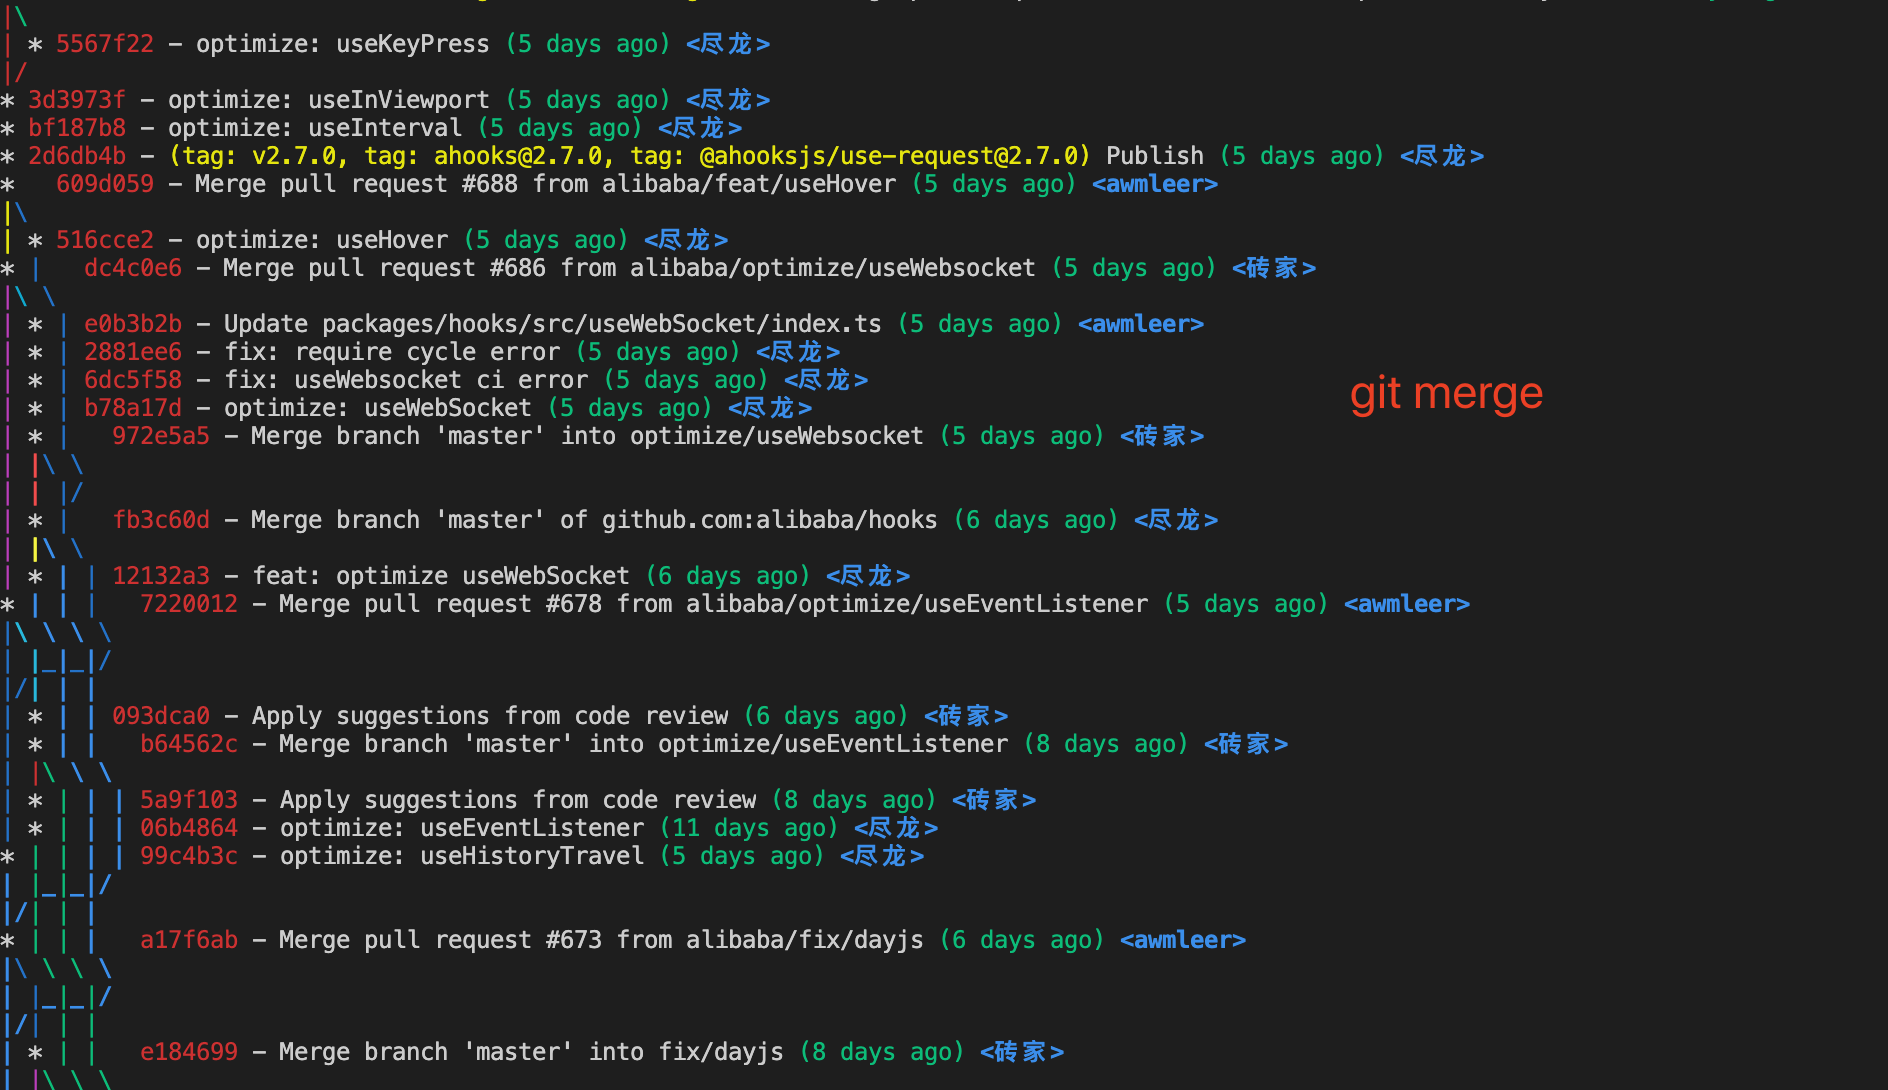 * 5567f22 - optimize: useKeyPress (5 days ago) <尽龙>
* 3d3973f - optimize: useInViewport (5 days ago) <尽龙>
* bf187b8 - optimize: useInterval (5 days ago) <尽龙>
* 2d6db4b - (tag: v2.7.0, tag: ahooks@2.7.0, tag: @ahooksjs/use-request@2.7.0) Publish (5 days ago) <尽龙>
* 609d059 - Merge pull request #688 from alibaba/feat/useHover (5 days ago) <awmleer>
* 516cce2 - optimize: useHover (5 days ago) <尽龙>
* dc4c0e6 - Merge pull request #686 from alibaba/optimize/useWebsocket (5 days ago) <砖家>
* e0b3b2b - Update packages/hooks/src/useWebSocket/index.ts (5 days ago) <awmleer>
* 2881ee6 - fix: require cycle error (5 days ago) <尽龙>
* 6dc5f58 - fix: useWebsocket ci error (5 days ago) <尽龙>
git merge
* b78a17d - optimize: useWebSocket (5 days ago) <尽龙>
* 972e5a5 - Merge branch 'master' into optimize/useWebsocket (5 days ago) <砖家>
* fb3c60d - Merge branch 'master' of github.com:alibaba/hooks (6 days ago) <尽龙>
* 12132a3 - feat: optimize useWebSocket (6 days ago) <尽龙>
* 7220012 - Merge pull request #678 from alibaba/optimize/useEventListener (5 days ago) <awmleer>
* 093dca0 - Apply suggestions from code review (6 days ago) <砖家>
* b64562c - Merge branch 'master' into optimize/useEventListener (8 days ago) <砖家>
* 5a9f103 - Apply suggestions from code review (8 days ago) <砖家>
* 06b4864 - optimize: useEventListener (11 days ago) <尽龙>
* 99c4b3c - optimize: useHistoryTravel (5 days ago) <尽龙>
* a17f6ab - Merge pull request #673 from alibaba/fix/dayjs (6 days ago) <awmleer>
* e184699 - Merge branch 'master' into fix/dayjs (8 days ago) <砖家>